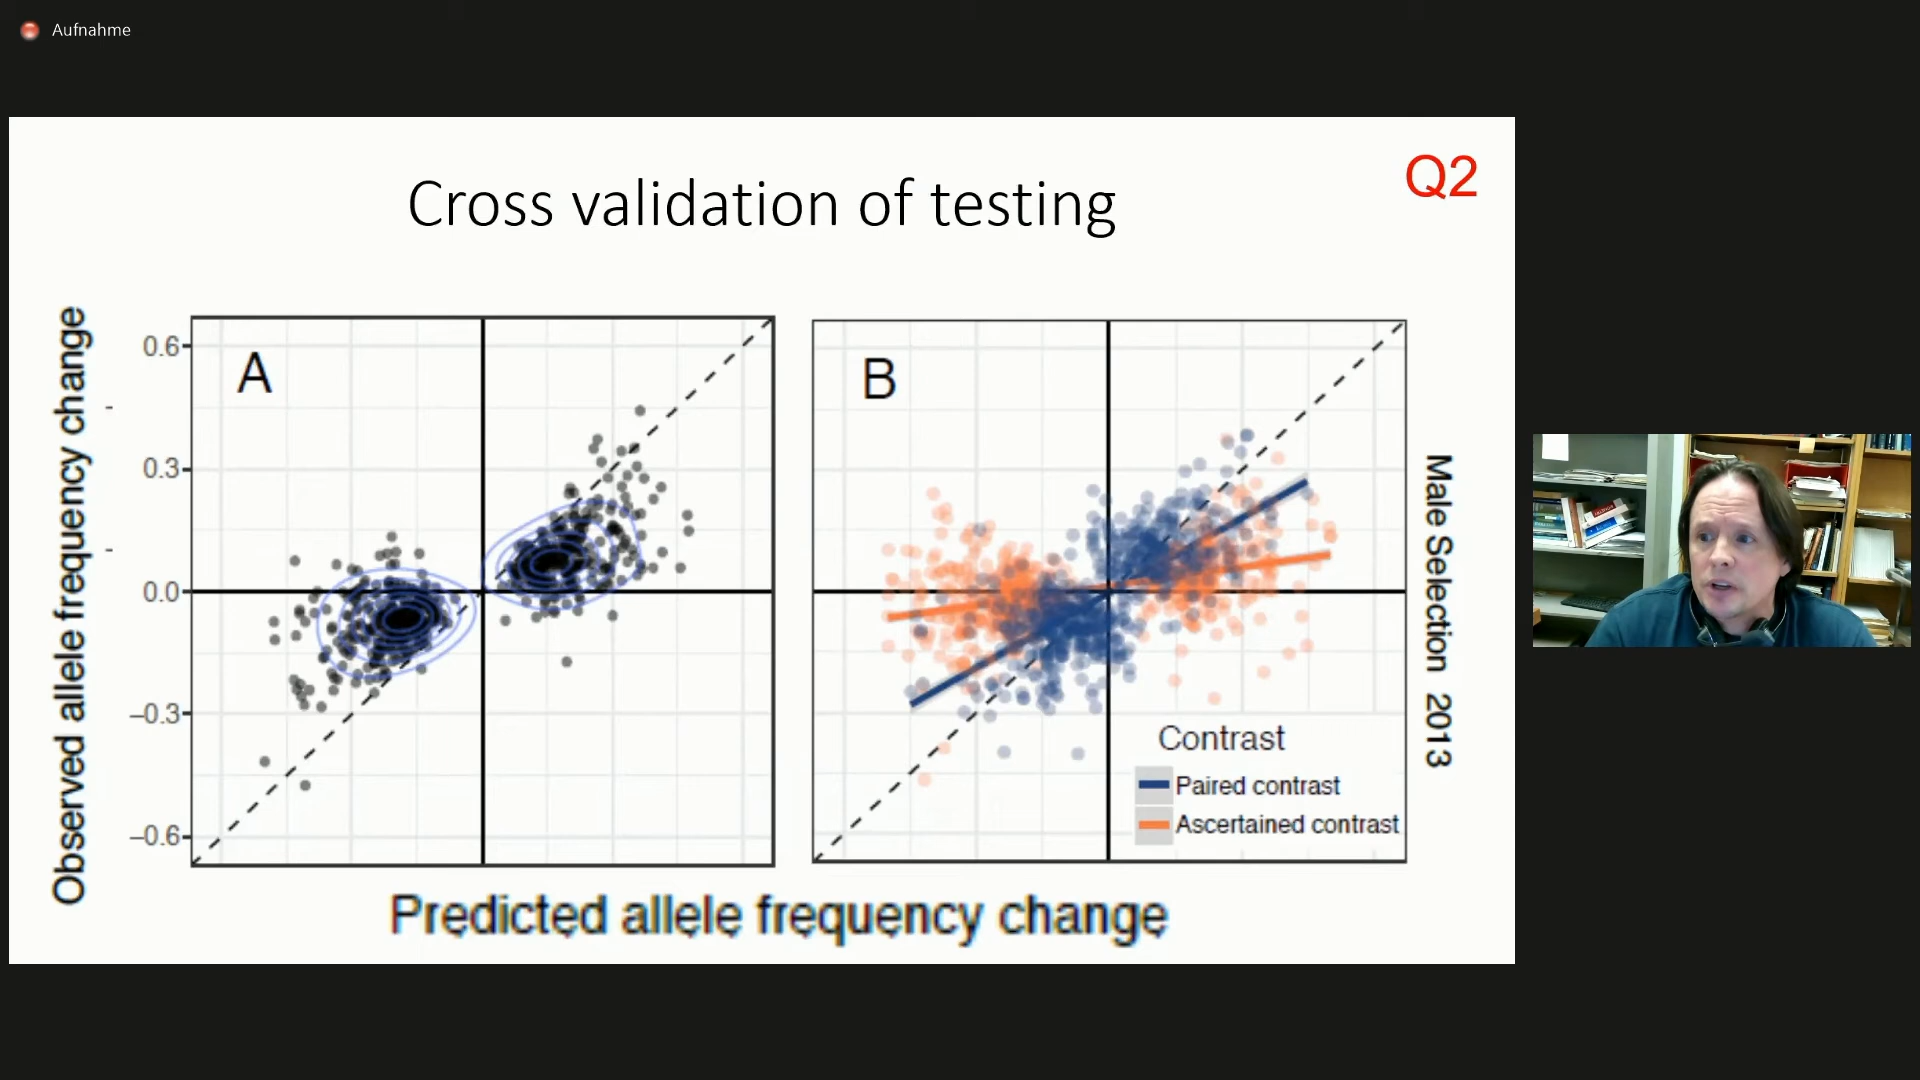 Aufnahme
Q2
Cross validation of testing
Observed allele frequency change
0.6
0.3
0.0
–0.3
–0.6
A
B
Contrast
Paired contrast
Ascertained contrast
Male Selection 2013
Predicted allele frequency change